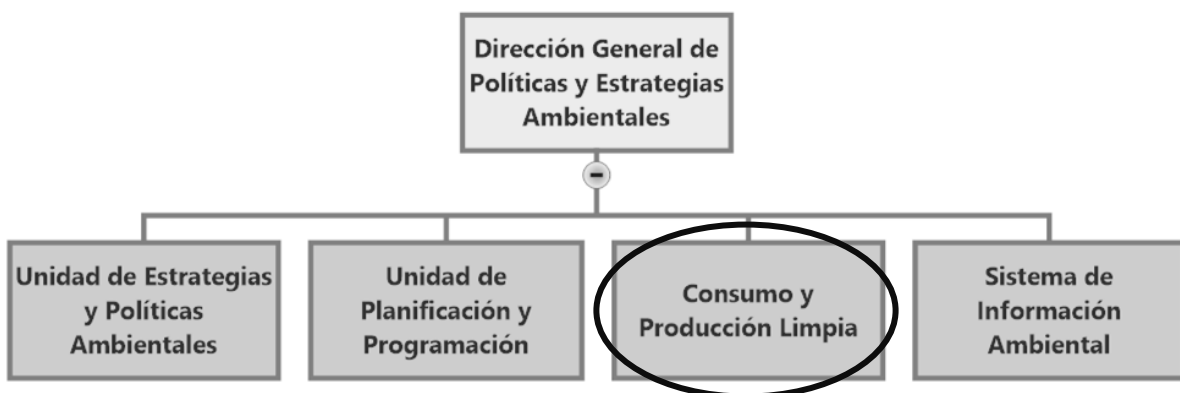 Dirección General de
Políticas y Estrategias
Ambientales
Unidad de Estrategias
y Políticas
Ambientales
Unidad de
Planificación y
Programación
Consumo y
Producción Limpia
Sistema de
Información
Ambiental